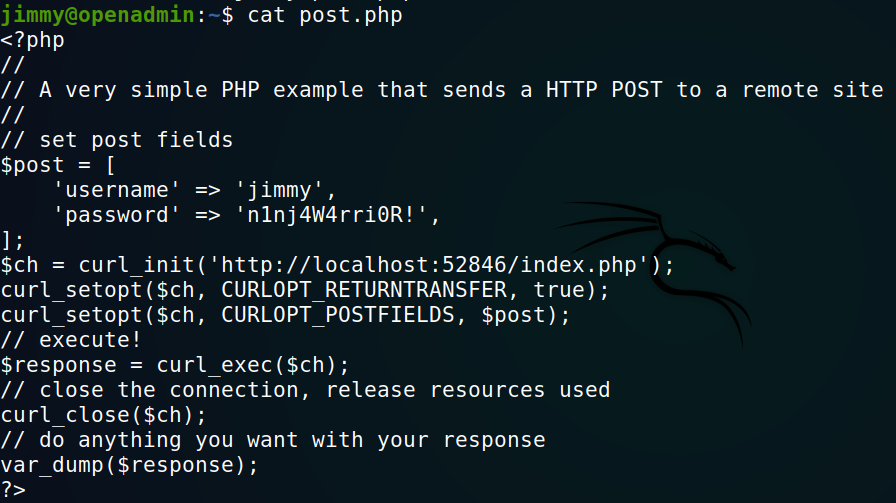 jimmy@openadmin:~$ cat post.php
<?php
//
// A very simple PHP example that sends a HTTP POST to a remote site
//
// set post fields
$post = [
    'username' => 'jimmy',
    'password' => 'n1nj4W4rri0R!',
];
$ch = curl_init('http://localhost:52846/index.php');
curl_setopt($ch, CURLOPT_RETURNTRANSFER, true);
curl_setopt($ch, CURLOPT_POSTFIELDS, $post);
// execute!
$response = curl_exec($ch);
// close the connection, release resources used
curl_close($ch);
// do anything you want with your response
var_dump($response);
?>